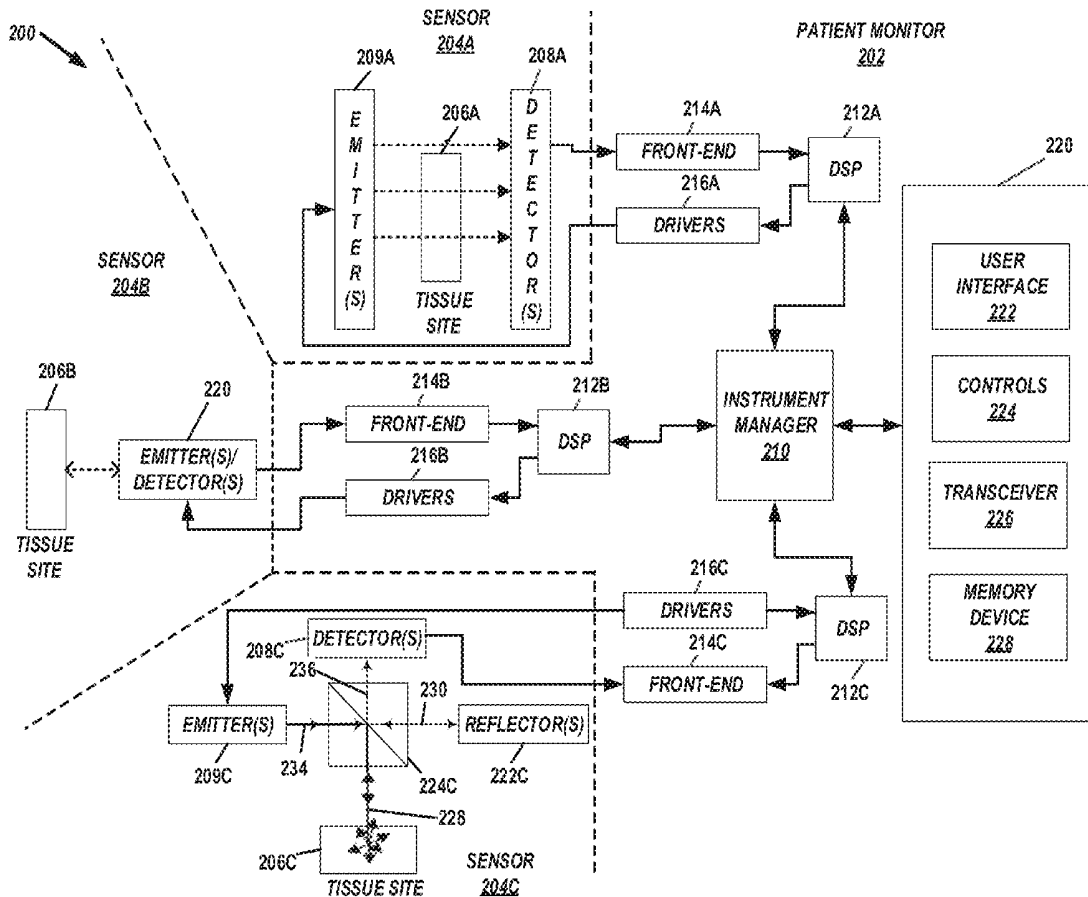 200
SENSOR
204A
209A
208A
206A
EMITTER(S)
DETECTOR(S)
TISSUE
SITE
PATIENT MONITOR
202
214A
FRONT-END
216A
DRIVERS
212A
DSP
220
USER
INTERFACE
222
CONTROLS
224
TRANSCEIVER
226
MEMORY
DEVICE
228
INSTRUMENT
MANAGER
210
SENSOR
204B
206B
TISSUE
SITE
220
EMITTER(S)/
DETECTOR(S)
214B
FRONT-END
216B
DRIVERS
212B
DSP
216C
DRIVERS
214C
FRONT-END
DSP
212C
DETECTOR(S)
208C
236
230
EMITTER(S)
209C
234
REFLECTOR(S)
222C
224C
228
206C
TISSUE SITE
SENSOR
204C